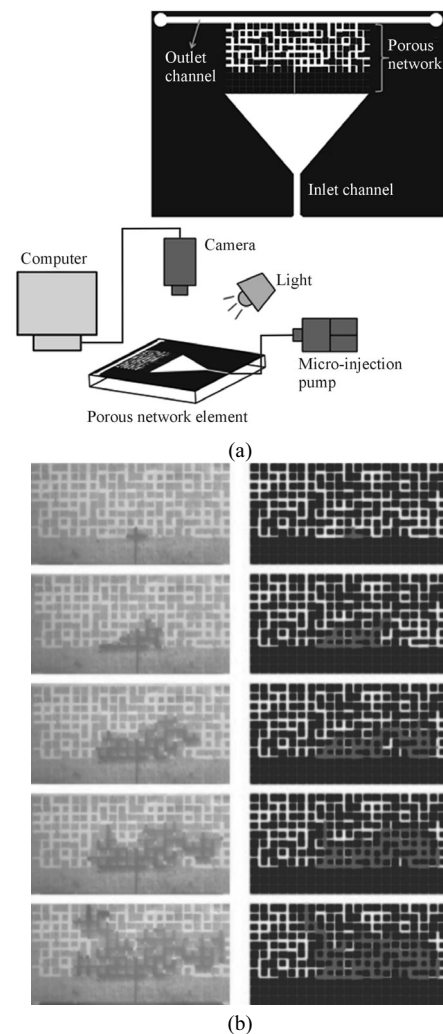 Outlet
channel
Porous
network
Inlet channel
Computer
Camera
Light
Micro-injection
pump
Porous network element
(a)
(b)